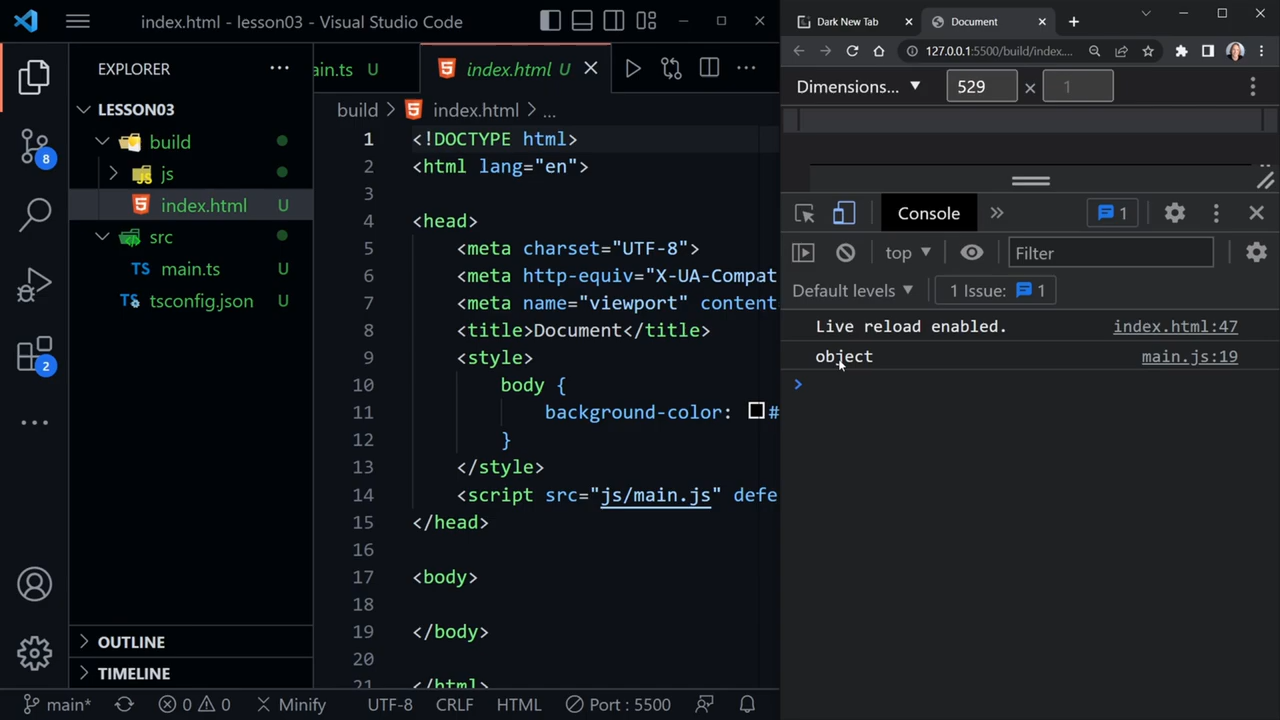 index.html - lesson03 - Visual Studio Code
EXPLORER
LESSON03
build
js
index.html U
src
TS main.ts U
tsconfig.json U
OUTLINE
TIMELINE
8
2
in.ts U
index.html U
build > index.html > ...
1 <!DOCTYPE html>
2 <html lang="en">
3
4 <head>
5 <meta charset="UTF-8">
6 <meta http-equiv="X-UA-Compat
7 <meta name="viewport" content
8 <title>Document</title>
9 <style>
10 body {
11 background-color: #
12 }
13 </style>
14 <script src="js/main.js" defe
15 </head>
16
17 <body>
18
19 </body>
20
21 </html>
main* 0 0 Minify UTF-8 CRLF HTML Port : 5500
Dark New Tab
Document
127.0.0.1:5500/build/index....
Dimensions... 529 × 1
Console 1
top Filter
Default levels 1 Issue: 1
Live reload enabled. index.html:47
object main.js:19